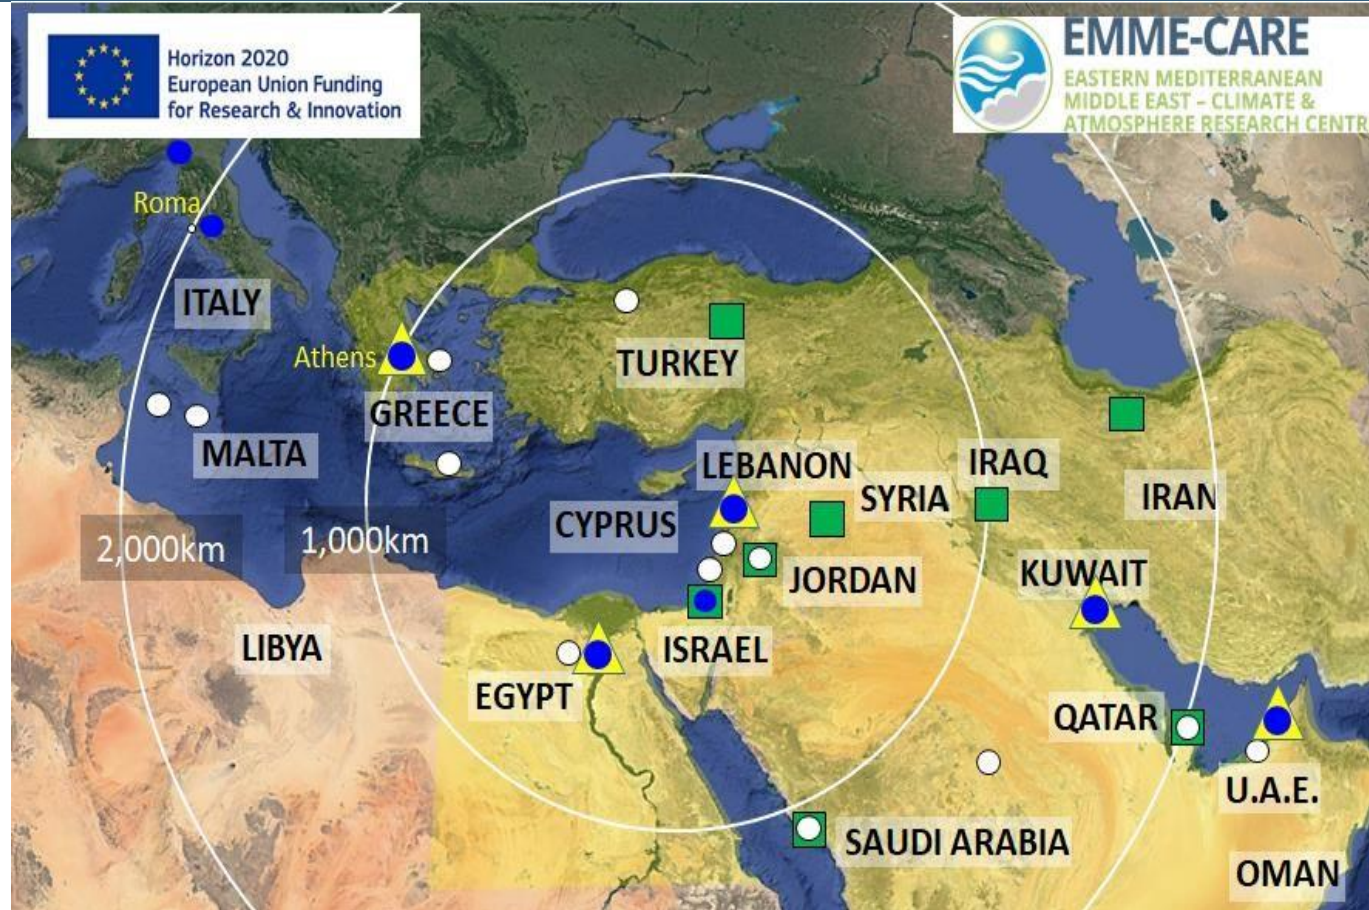 Horizon 2020
European Union Funding
for Research & Innovation
EMME-CARE
EASTERN MEDITERRANEAN
MIDDLE EAST – CLIMATE &
ATMOSPHERE RESEARCH CENTR
Roma
ITALY
Athens
TURKEY
GREECE
MALTA
LEBANON
IRAQ
SYRIA
IRAN
CYPRUS
2,000km
1,000km
JORDAN
KUWAIT
LIBYA
ISRAEL
EGYPT
QATAR
U.A.E.
SAUDI ARABIA
OMAN